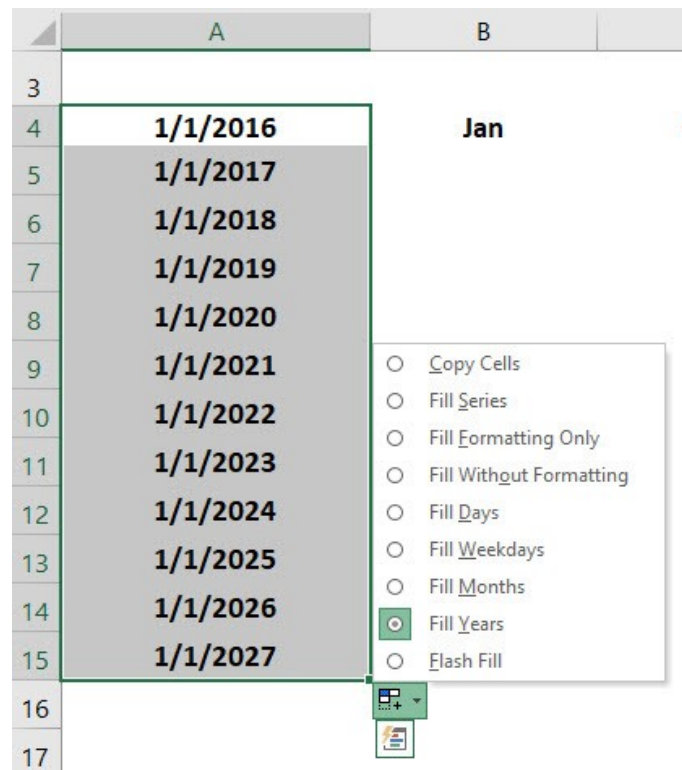 A B
3
4 1/1/2016 Jan
5 1/1/2017
6 1/1/2018
7 1/1/2019
8 1/1/2020
9 1/1/2021
Copy Cells
Fill Series
10 1/1/2022
Fill Formatting Only
11 1/1/2023
Fill Without Formatting
12 1/1/2024
Fill Days
13 1/1/2025
Fill Weekdays
Fill Months
14 1/1/2026
Fill Years
15 1/1/2027
Flash Fill
16
17